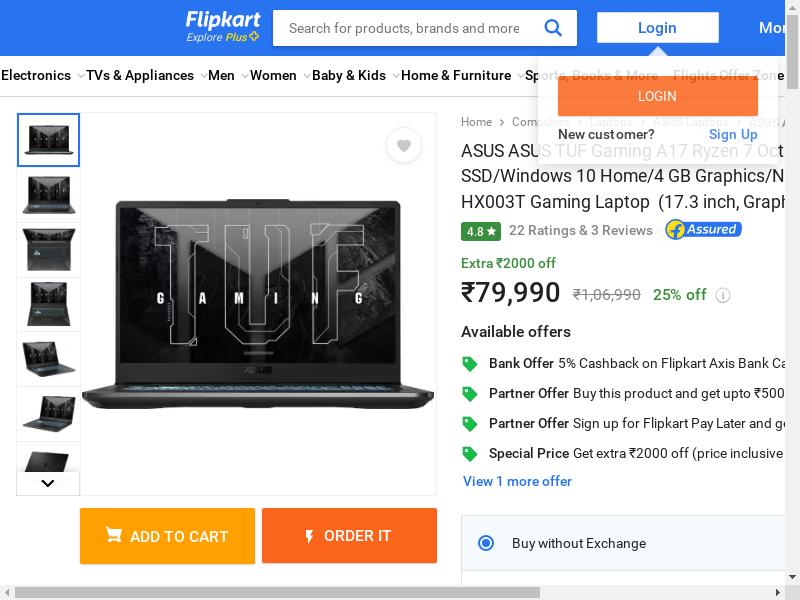 Flipkart
Explore Plus
Search for products, brands and more
Login
Electronics
TVs & Appliances
Men
Women
Baby & Kids
Home & Furniture
Sports, Books & More
Flights
Offer Zone
LOGIN
New customer?
Sign Up
Home
Computers
Laptops
ASUS Laptops
ASUS ASUS TUF Gaming A17 Ryzen 7
SSD/Windows 10 Home/4 GB Graphics/
HX003T Gaming Laptop (17.3 inch,
4.8
22 Ratings & 3 Reviews
Assured
Extra ₹2000 off
₹79,990
₹1,06,990
25% off
i
TUF
GAMING
ASUS
Available offers
Bank Offer 5% Cashback on Flipkart Axis Bank
Partner Offer Buy this product and get upto ₹500
Partner Offer Sign up for Flipkart Pay Later and
Special Price Get extra ₹2000 off (price inclusive
View 1 more offer
ADD TO CART
ORDER IT
Buy without Exchange